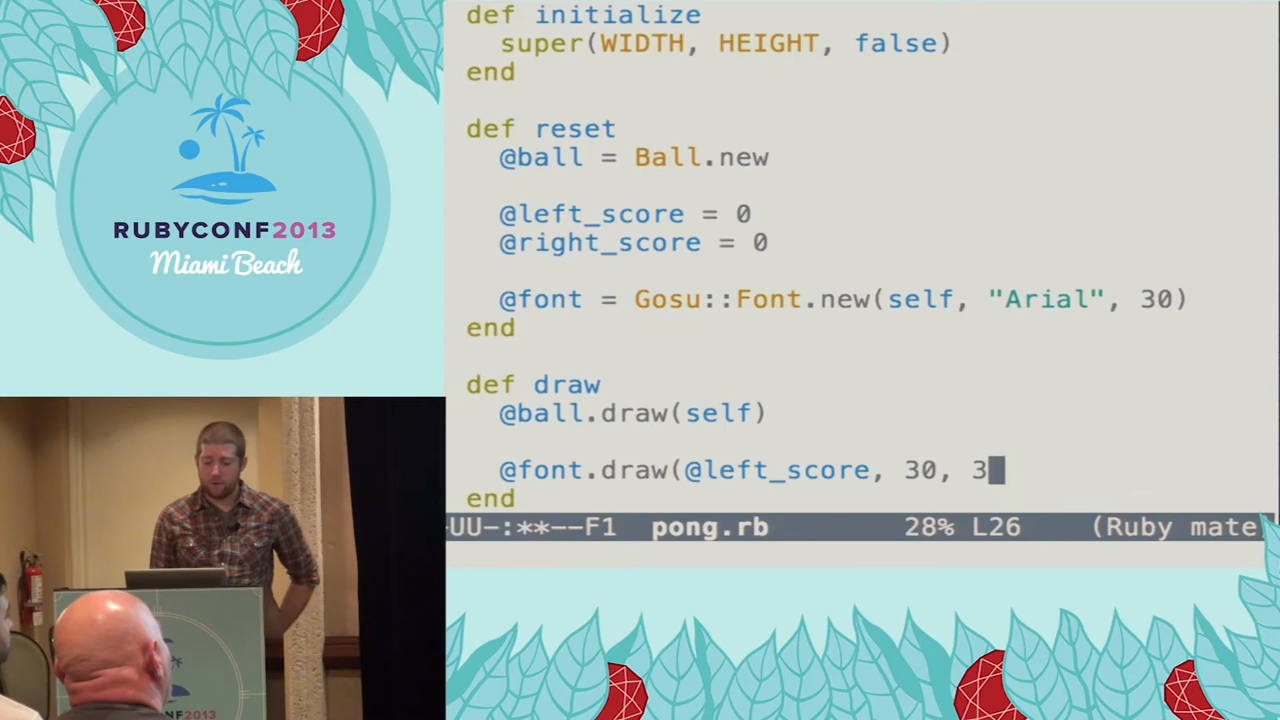 RUBYCONF2013
Miami Beach
def initialize
super(WIDTH, HEIGHT, false)
end
def reset
@ball = Ball.new
@left_score = 0
@right_score = 0
@font = Gosu::Font.new(self, "Arial", 30)
end
def draw
@ball.draw(self)
@font.draw(@left_score, 30, 3
end
-UU-:**--F1 pong.rb 28% L26 (Ruby mate
CONF2013